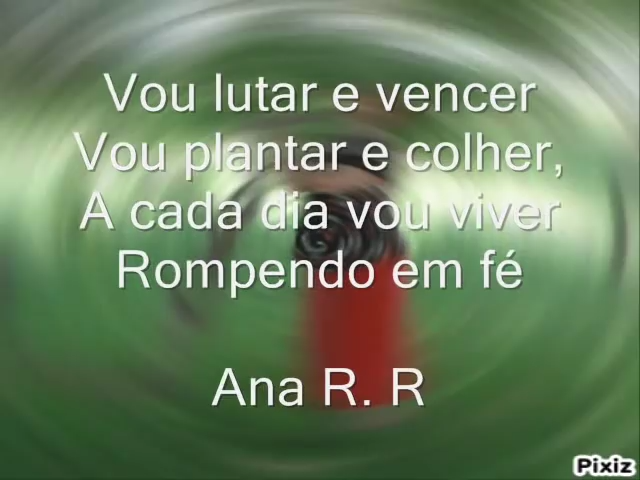 Vou lutar e vencer
Vou plantar e colher,
A cada dia vou viver
Rompendo em fé
Ana R. R
Pixiz